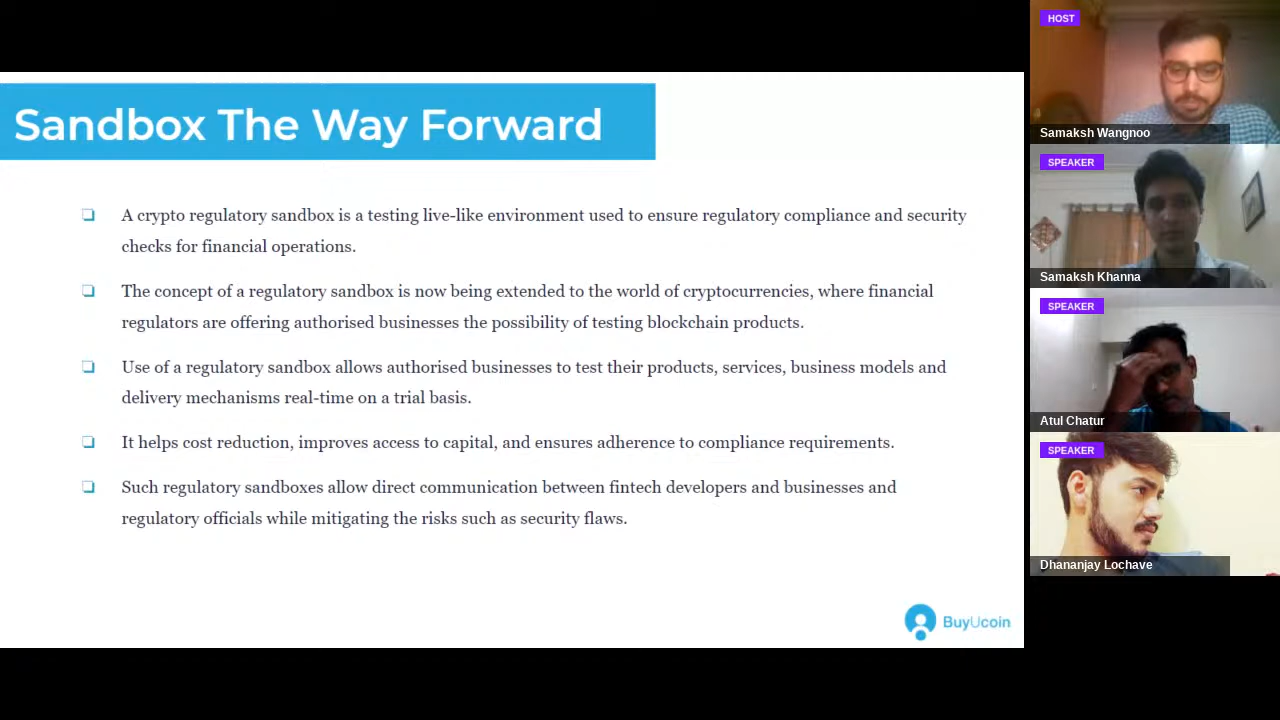 Sandbox The Way Forward
A crypto regulatory sandbox is a testing live-like environment used to ensure regulatory compliance and security
checks for financial operations.
The concept of a regulatory sandbox is now being extended to the world of cryptocurrencies, where financial
regulators are offering authorised businesses the possibility of testing blockchain products.
Use of a regulatory sandbox allows authorised businesses to test their products, services, business models and
delivery mechanisms real-time on a trial basis.
It helps cost reduction, improves access to capital, and ensures adherence to compliance requirements.
Such regulatory sandboxes allow direct communication between fintech developers and businesses and
regulatory officials while mitigating the risks such as security flaws.
BuyUcoin
HOST
Samaksh Wangnoo
SPEAKER
Samaksh Khanna
SPEAKER
Atul Chatur
SPEAKER
Dhananjay Lochave